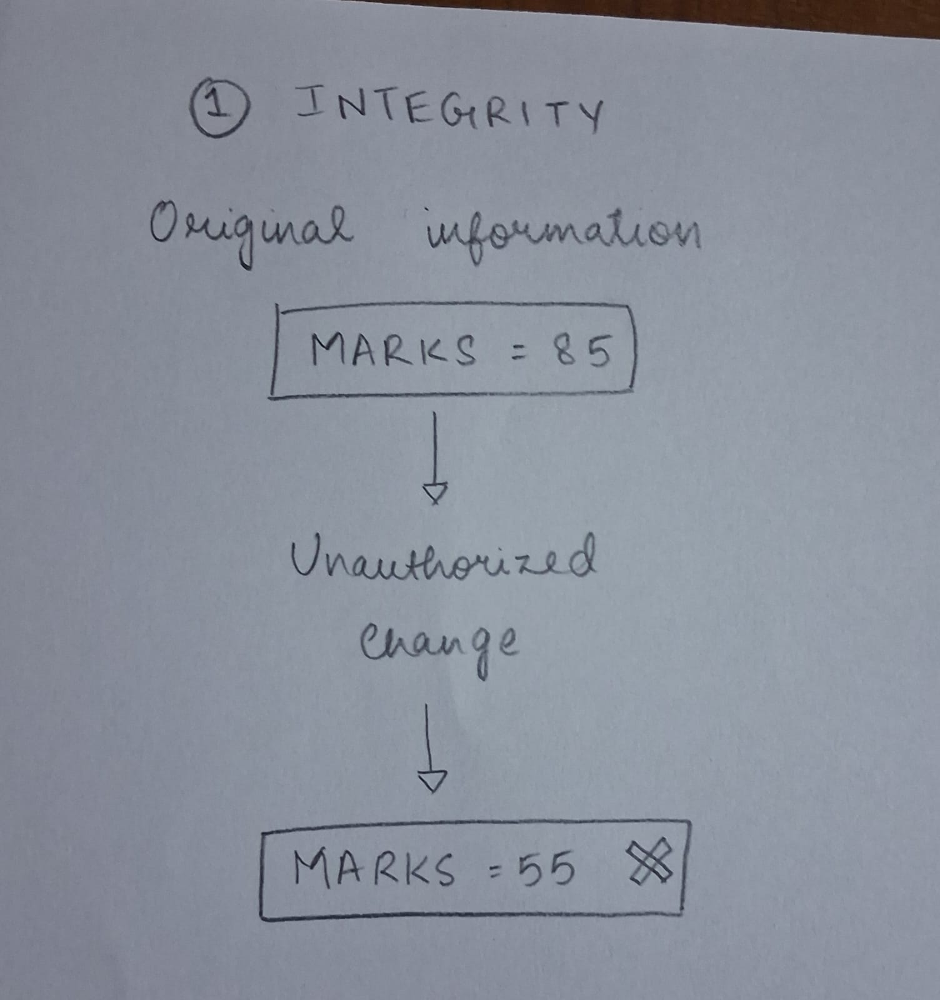 ① INTEGRITY
Original information
MARKS = 85
Unauthorized
change
MARKS = 55